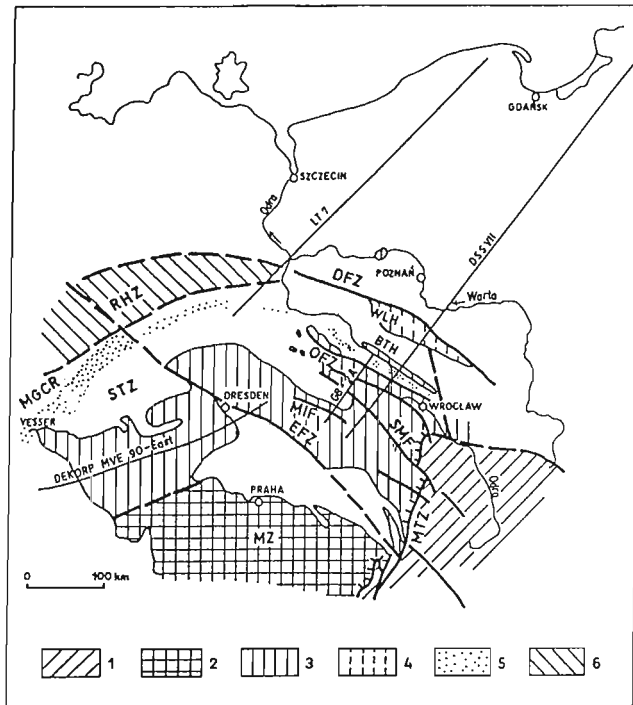 GDAŃSK
SZCZECIN
Odra
LT 7
DSS VII
POZNAŃ
DFZ
Warta
RHZ
WLH
BTH
MGCR
OFZ
STZ
GB-2A
VESSER
DRESDEN
WROCŁAW
MIF
EFZ
SMF
DEKORP MVE 90-East
Odra
PRAHA
MTZ
MZ
0 100 km
1 2 3 4 5 6